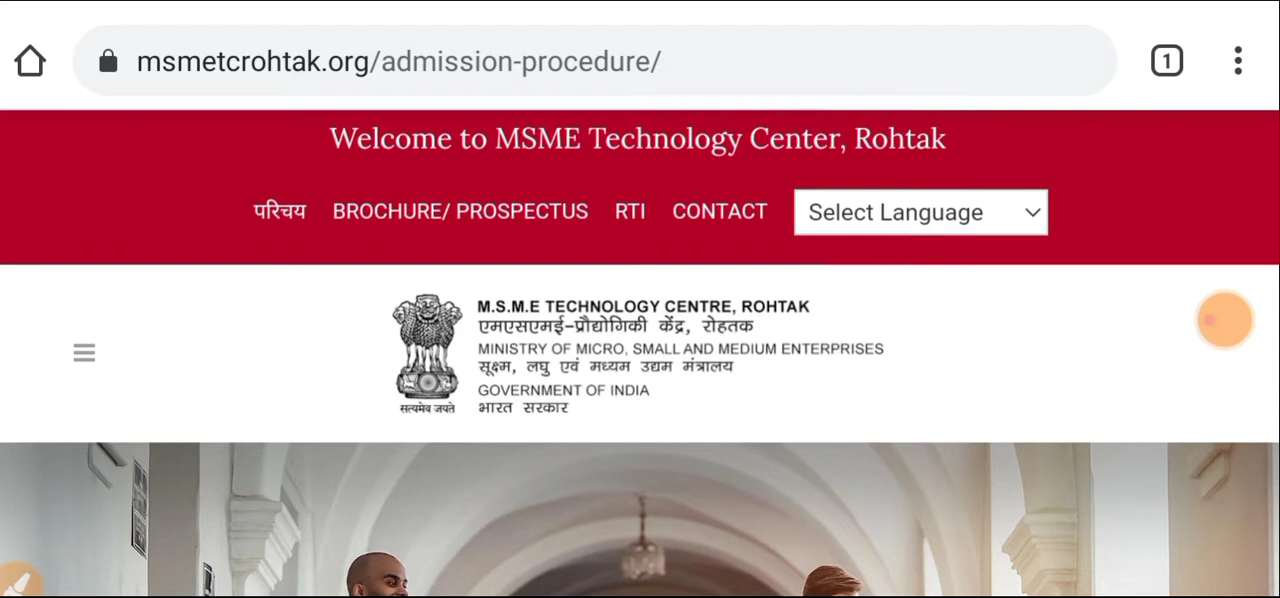 msmetcrohtak.org/admission-procedure/
1
Welcome to MSME Technology Center, Rohtak
परिचय BROCHURE/ PROSPECTUS RTI CONTACT Select Language
M.S.M.E TECHNOLOGY CENTRE, ROHTAK
एमएसएमई-प्रौद्योगिकी केंद्र, रोहतक
MINISTRY OF MICRO, SMALL AND MEDIUM ENTERPRISES
सूक्ष्म, लघु एवं मध्यम उद्यम मंत्रालय
GOVERNMENT OF INDIA
सत्यमेव जयते भारत सरकार